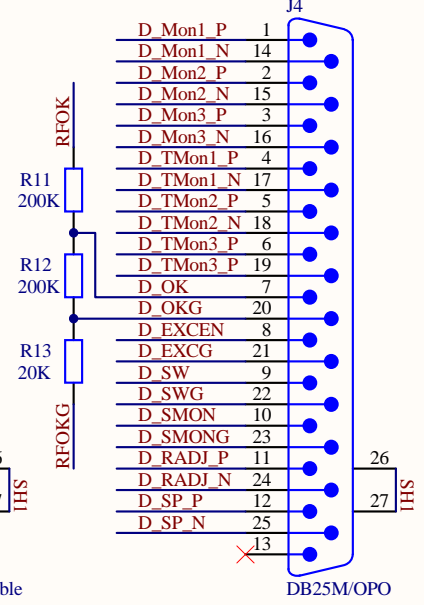 J4
D_Mon1_P 1
D_Mon1_N 14
D_Mon2_P 2
D_Mon2_N 15
D_Mon3_P 3
D_Mon3_N 16
D_TMon1_P 4
D_TMon1_N 17
D_TMon2_P 5
D_TMon2_N 18
D_TMon3_P 6
D_TMon3_P 19
D_OK 7
D_OKG 20
D_EXCEN 8
D_EXCG 21
D_SW 9
D_SWG 22
D_SMON 10
D_SMONG 23
D_RADJ_P 11
D_RADJ_N 24
D_SP_P 12
D_SP_N 25
13
RFOK
R11
200K
R12
200K
R13
20K
RFOKG
SH1
26
27
SH1
ble
DB25M/OPO